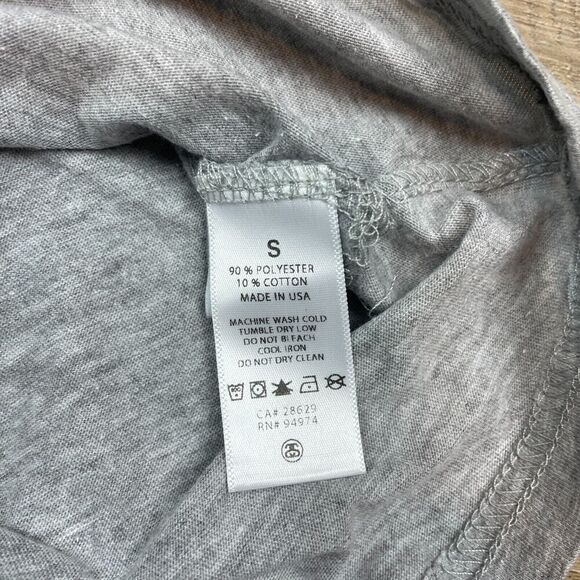 S
90 % POLYESTER
10 % COTTON
MADE IN USA
MACHINE WASH COLD
TUMBLE DRY LOW
DO NOT BLEACH
COOL IRON
DO NOT DRY CLEAN
CA# 28629
RN# 94974